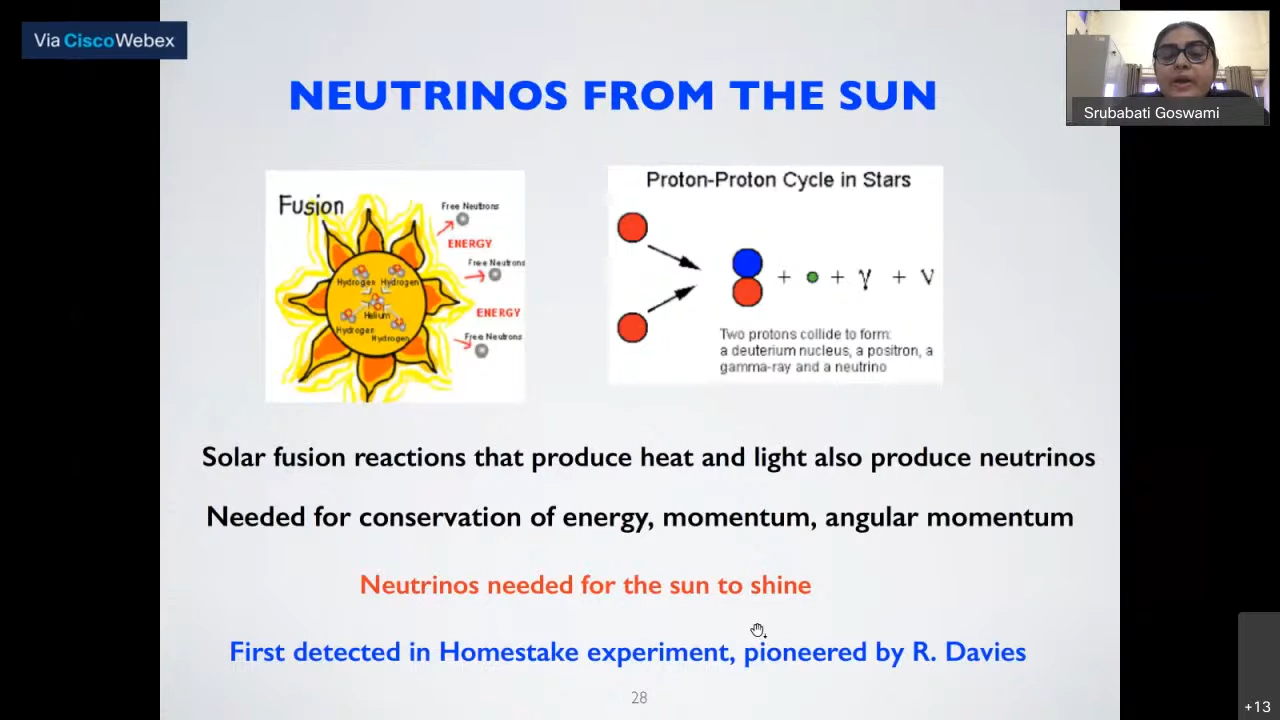 Via CiscoWebex
Srubabati Goswami
NEUTRINOS FROM THE SUN
Fusion
Free Neutrons
ENERGY
Free Neutrons
ENERGY
Free Neutrons
Hydrogen Hydrogen
Helium
Hydrogen
Hydrogen
Proton-Proton Cycle in Stars
+ + γ + ν
Two protons collide to form:
a deuterium nucleus, a positron, a
gamma-ray and a neutrino
Solar fusion reactions that produce heat and light also produce neutrinos
Needed for conservation of energy, momentum, angular momentum
Neutrinos needed for the sun to shine
First detected in Homestake experiment, pioneered by R. Davies
28
+13